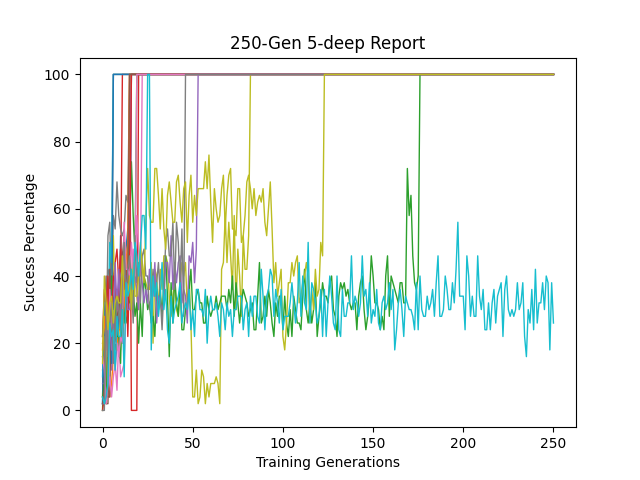 250-Gen 5-deep Report
100
80
60
40
20
0
Success Percentage
0 50 100 150 200 250
Training Generations